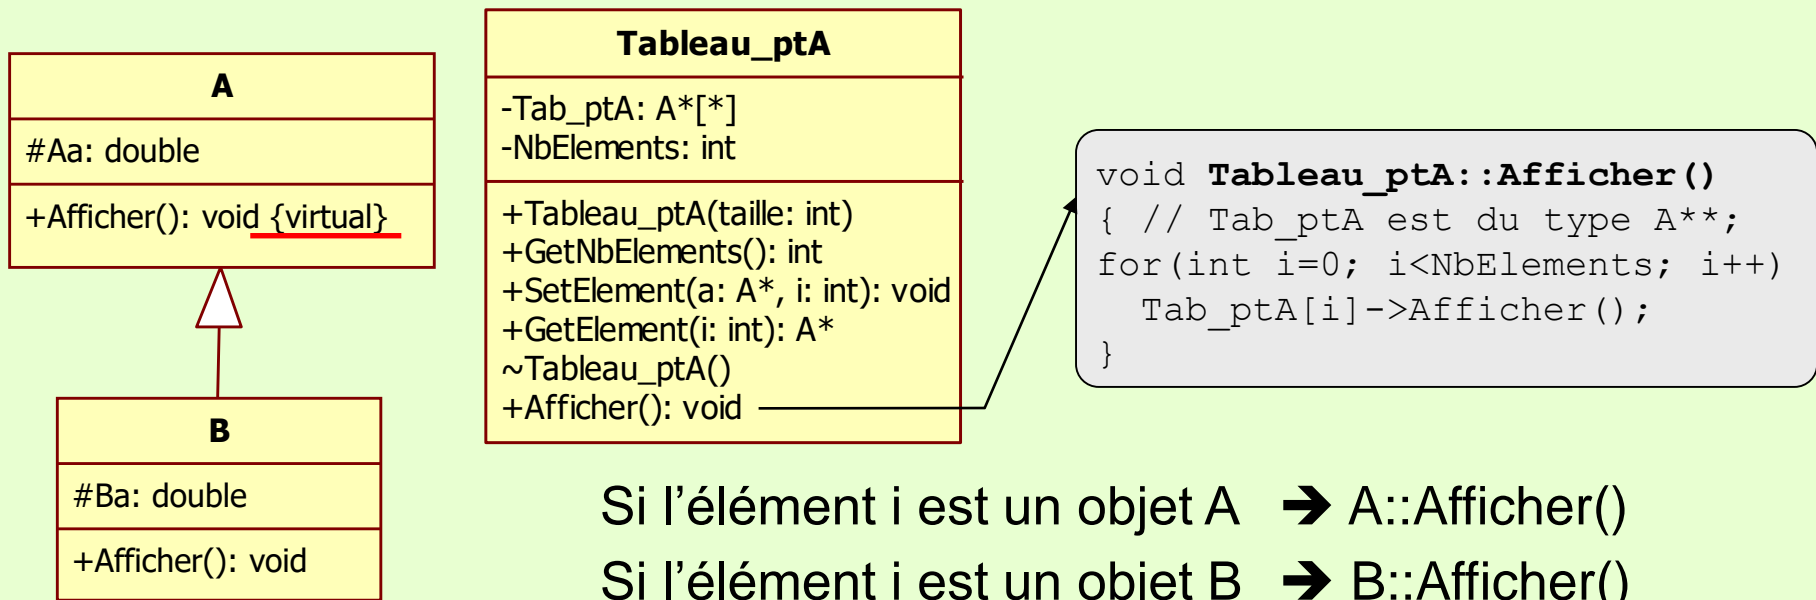 A
#Aa: double
+Afficher(): void {virtual}
B
#Ba: double
+Afficher(): void
Tableau_ptA
-Tab_ptA: A*[*]
-NbElements: int
+Tableau_ptA(taille: int)
+GetNbElements(): int
+SetElement(a: A*, i: int): void
+GetElement(i: int): A*
~Tableau_ptA()
+Afficher(): void
void Tableau_ptA::Afficher()
{ // Tab_ptA est du type A**;
for(int i=0; i<NbElements; i++)
Tab_ptA[i]->Afficher();
}
Si l’élément i est un objet A ➔ A::Afficher()
Si l’élément i est un objet B ➔ B::Afficher()